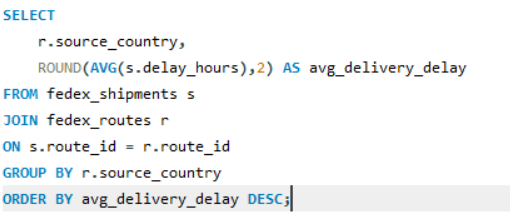 SELECT
    r.source_country,
    ROUND(AVG(s.delay_hours),2) AS avg_delivery_delay
FROM fedex_shipments s
JOIN fedex_routes r
ON s.route_id = r.route_id
GROUP BY r.source_country
ORDER BY avg_delivery_delay DESC;